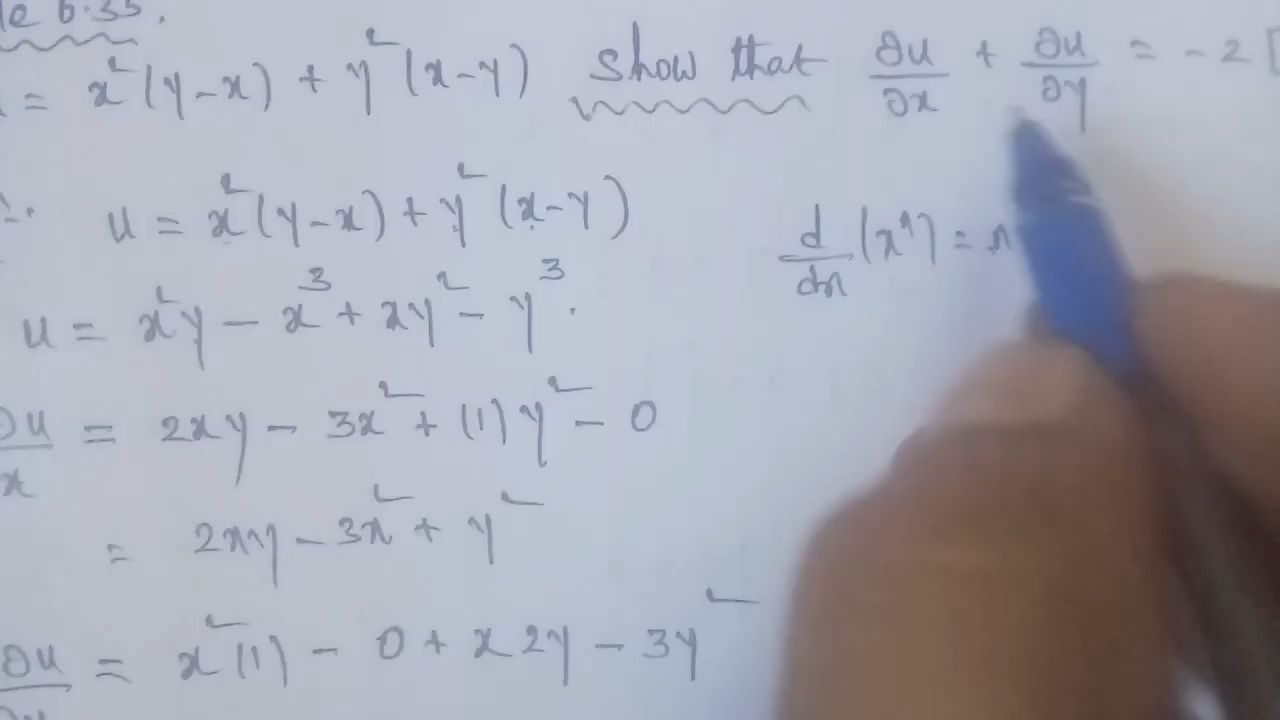 le 6.33.
= x²(y-x) + y²(x-y) show that ∂u/∂x + ∂u/∂y = -2 [
u = x²(y-x) + y²(x-y)
d/dx (xⁿ) = n
u = x²y - x³ + xy² - y³.
∂u/x = 2xy - 3x² + (1)y² - 0
= 2xy - 3x² + y²
∂u = x²(1) - 0 + x2y - 3y²